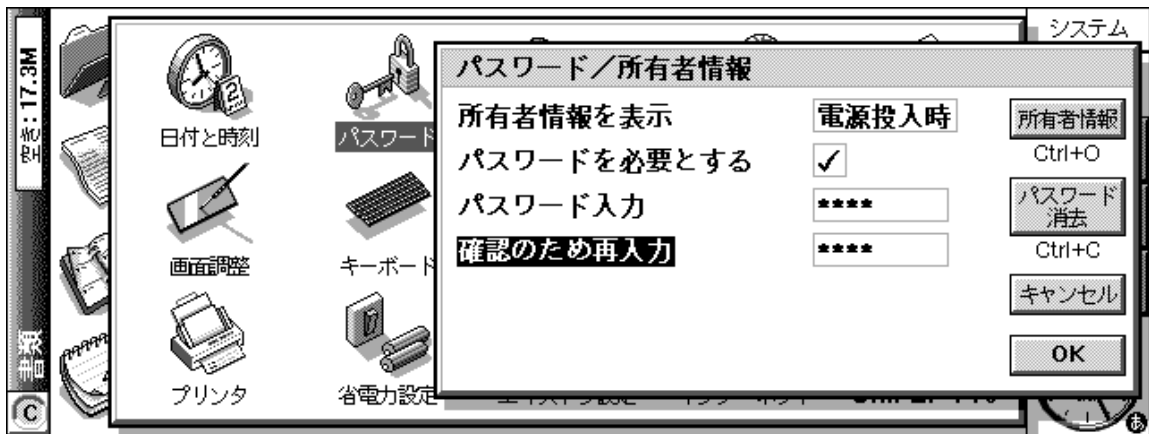 システム
空き:17.3M
書類
日付と時刻
パスワード
画面調整
キーボード
プリンタ
省電力設定
パスワード/所有者情報
所有者情報を表示
電源投入時
パスワードを必要とする
✓
パスワード入力
****
確認のため再入力
****
所有者情報
Ctrl+O
パスワード
消去
Ctrl+C
キャンセル
OK
C
あ